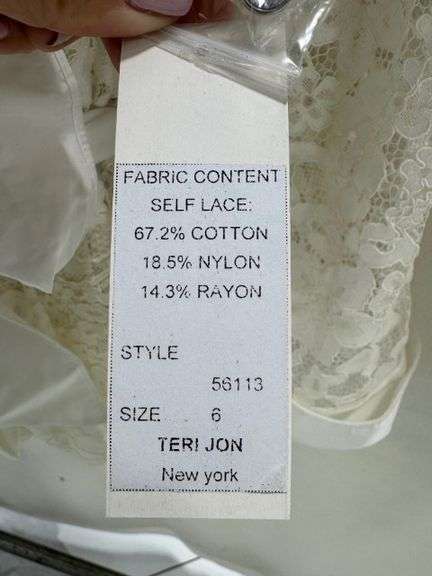 FABRIC CONTENT
SELF LACE:
67.2% COTTON
18.5% NYLON
14.3% RAYON
STYLE
56113
SIZE 6
TERI JON
New york